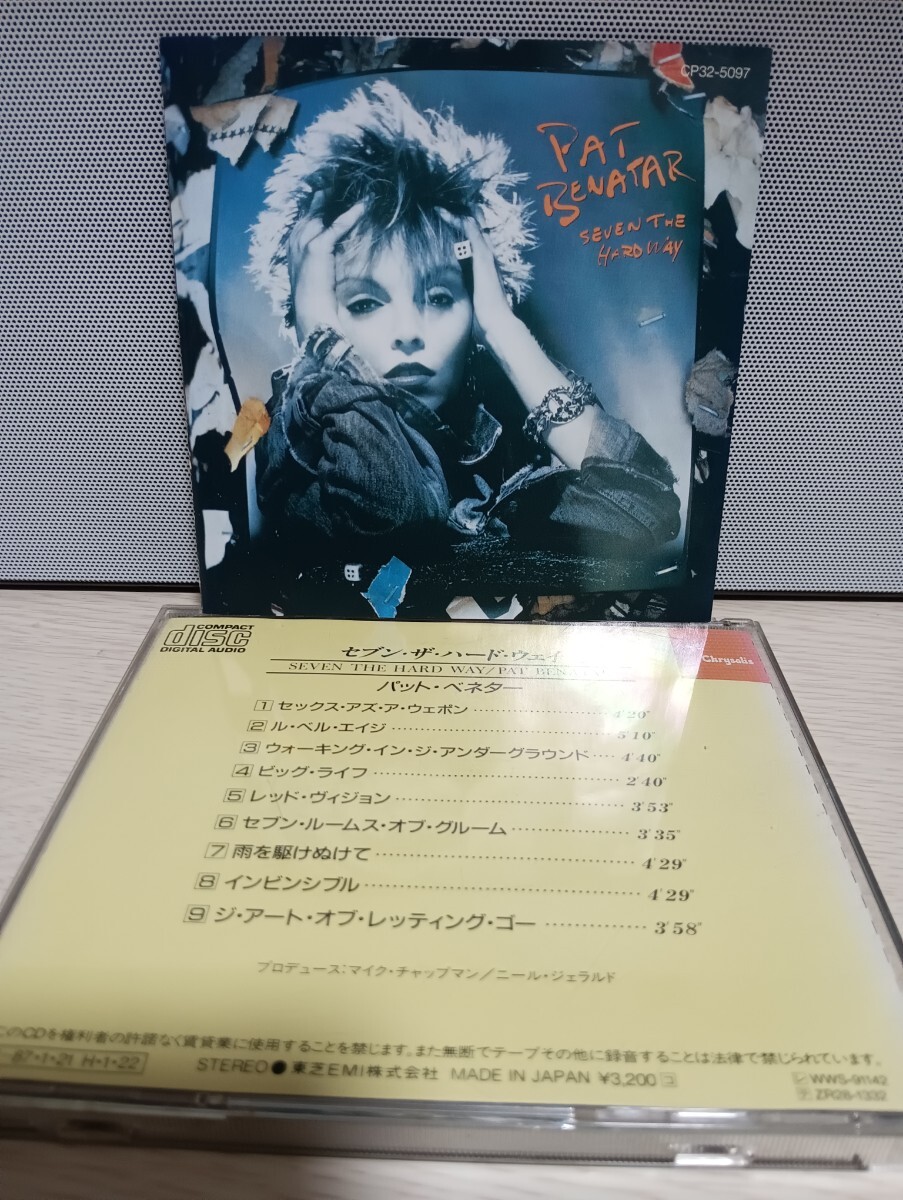 CP32-5097
PAT
BENATAR
SEVEN THE
HARD WAY
COMPACT
disc
DIGITAL AUDIO
セブン・ザ・ハード・ウェイ
SEVEN THE HARD WAY/PAT
Chrysalis
パット・ベネター
1 セックス・アズ・ア・ウェポン 4'20"
2 ル・ベル・エイジ 5'10"
3 ウォーキング・イン・ジ・アンダーグラウンド 4'40"
4 ビッグ・ライフ 2'40"
5 レッド・ヴィジョン 3'53"
6 セブン・ルームス・オブ・グルーム 3'35"
7 雨を駆けぬけて 4'29"
8 インビンシブル 4'29"
9 ジ・アート・オブ・レッティング・ゴー 3'58"
プロデュース:マイク・チャップマン/ニール・ジェラルド
このCDを権利者の許諾なく賃貸業に使用することを禁じます。また無断でテープその他に録音することは法律で禁じられています。
87・1・21 H・1・22
STEREO ● 東芝EMI株式会社 MADE IN JAPAN ¥3,200 コ
レ WWS-91142
テ ZR28-1332